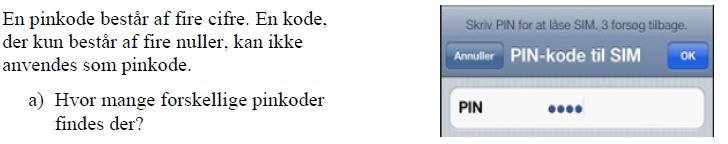 En pinkode består af fire cifre. En kode,
der kun består af fire nuller, kan ikke
anvendes som pinkode.
a) Hvor mange forskellige pinkoder
findes der?
Skriv PIN for at låse SIM. 3 forsøg tilbage.
Annuller PIN-kode til SIM OK
PIN ••••